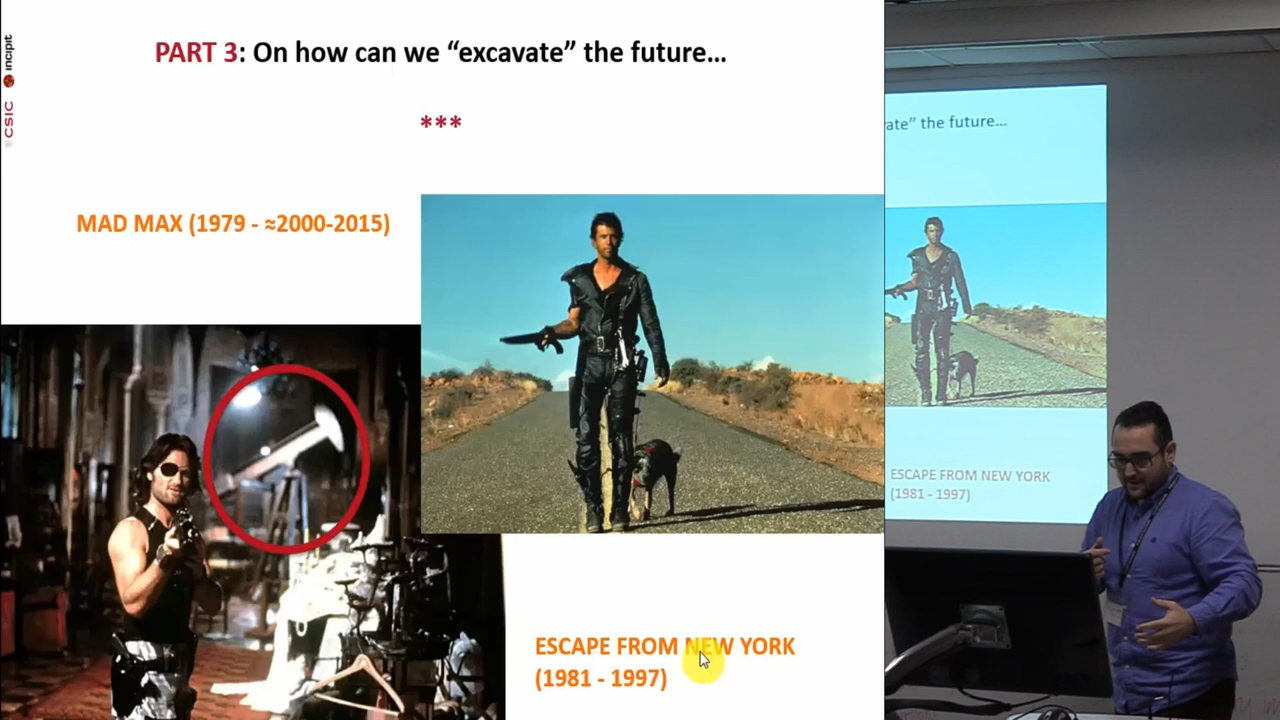 PART 3: On how can we “excavate” the future...
***
CSIC incipit
MAD MAX (1979 - ≈2000-2015)
ESCAPE FROM NEW YORK
(1981 - 1997)
ate” the future...
ESCAPE FROM NEW YORK
(1981 - 1997)